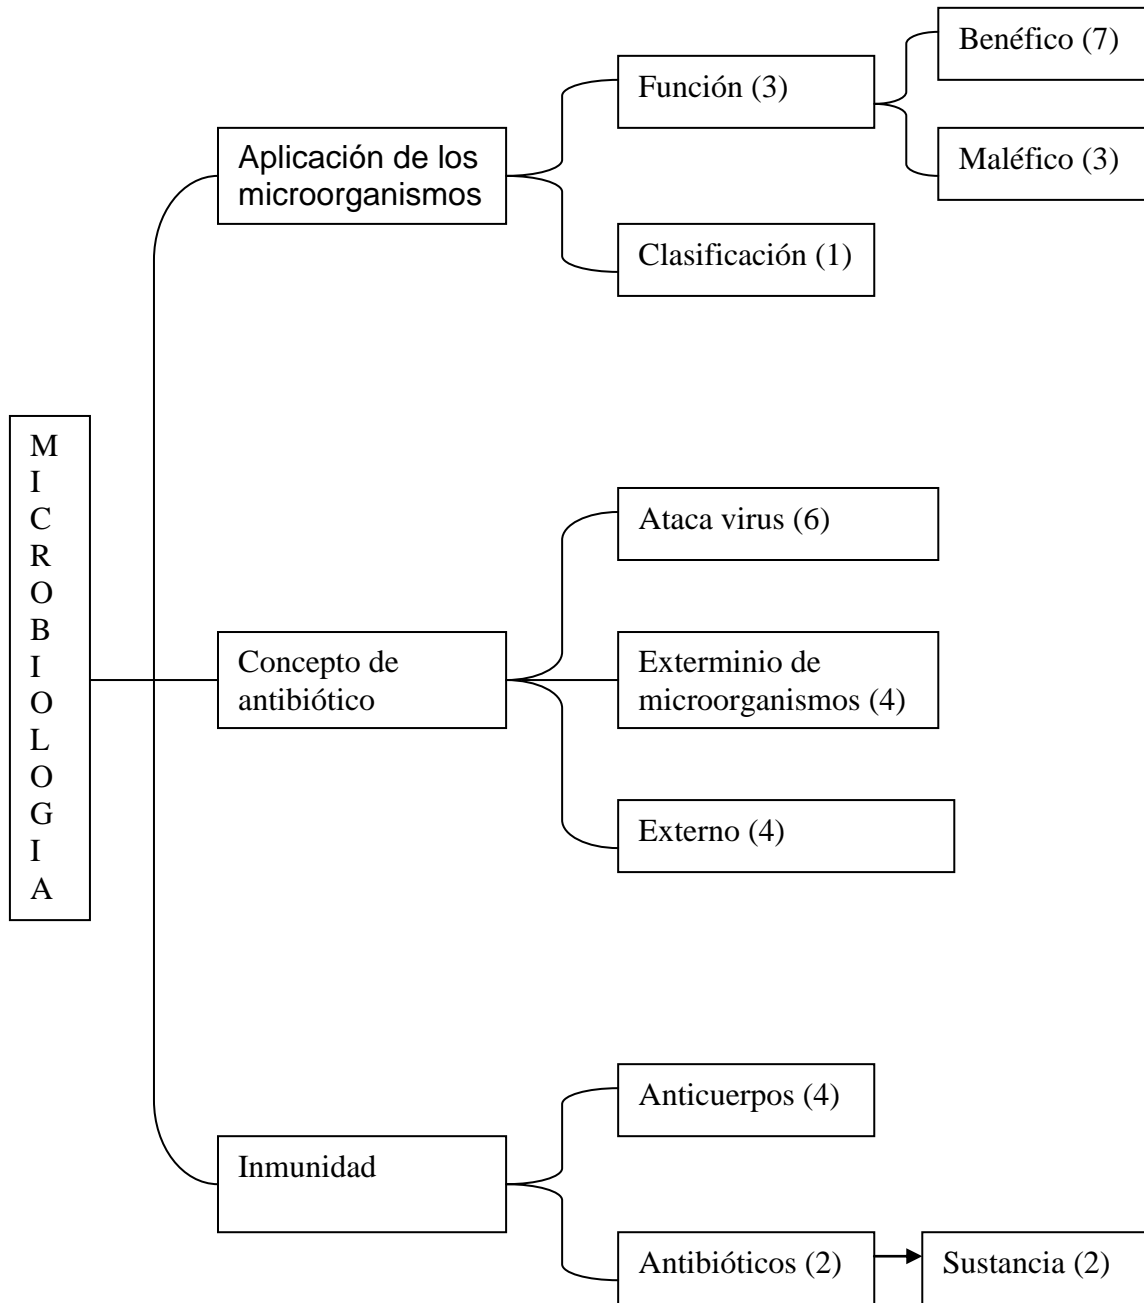 M
I
C
R
O
B
I
O
L
O
G
I
A
Aplicación de los
microorganismos
Función (3)
Benéfico (7)
Maléfico (3)
Clasificación (1)
Concepto de
antibiótico
Ataca virus (6)
Exterminio de
microorganismos (4)
Externo (4)
Inmunidad
Anticuerpos (4)
Antibióticos (2)
Sustancia (2)